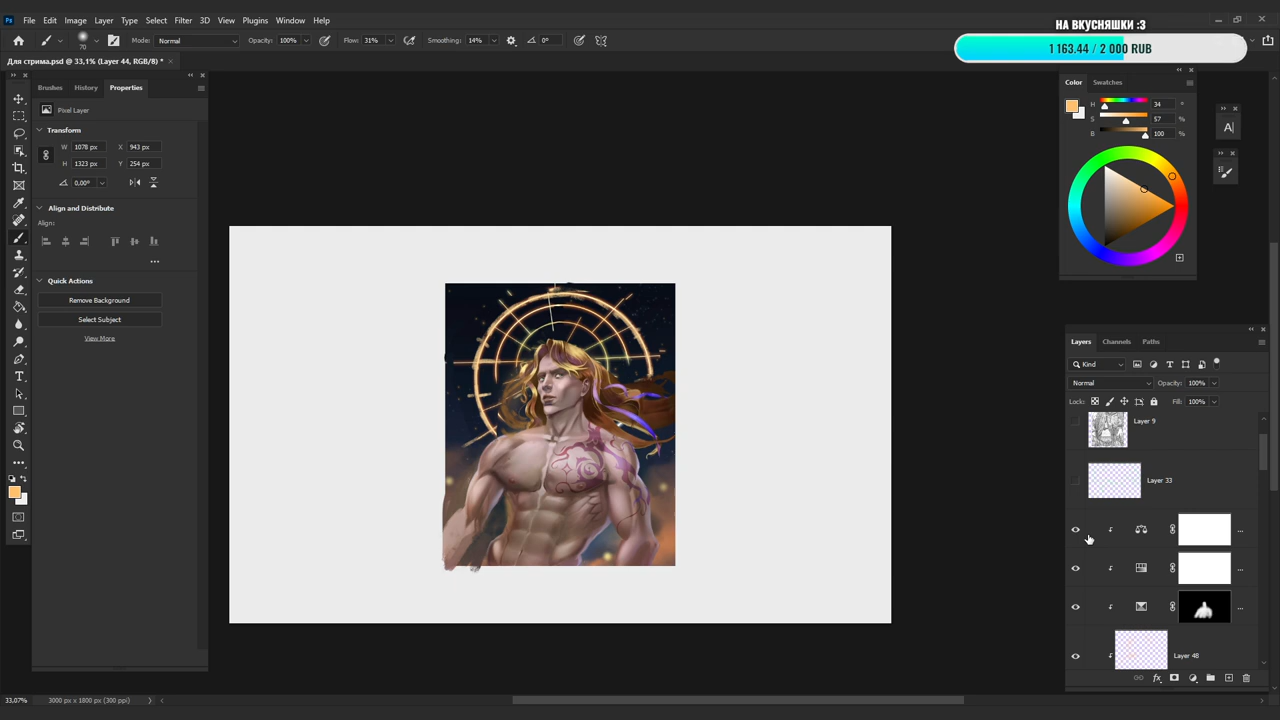 НА ВКУСНЯШКИ :3
1 163.44 / 2 000 RUB
Ps File Edit Image Layer Type Select Filter 3D View Plugins Window Help
70 Mode: Normal Opacity: 100% Flow: 31% Smoothing: 14% 0°
Для стрима.psd @ 33,1% (Layer 44, RGB/8) *
Brushes History Properties
Pixel Layer
Transform
W 1078 px X 943 px
H 1323 px Y 254 px
0,00°
Align and Distribute
Align:
Quick Actions
Remove Background
Select Subject
View More
Color Swatches
H 34 °
S 57 %
B 100 %
A
Layers Channels Paths
Kind
Normal Opacity: 100%
Lock: Fill: 100%
Layer 9
Layer 33
Layer 48
33,07% 3000 px x 1800 px (300 ppi)